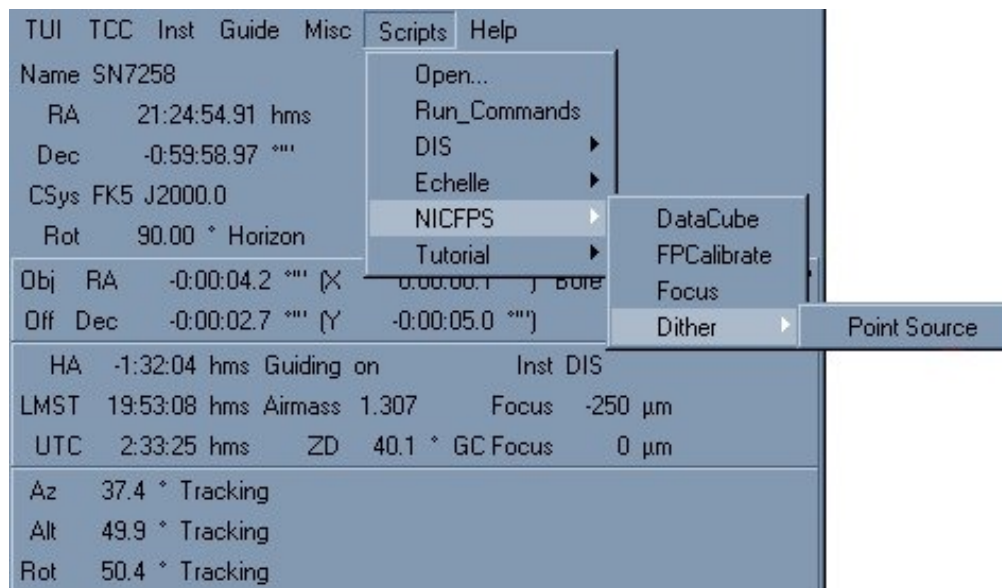 TUI TCC Inst Guide Misc Scripts Help
Name SN7258 Open...
RA 21:24:54.91 hms Run_Commands
Dec -0:59:58.97 °'" DIS
CSys FK5 J2000.0 Echelle
Rot 90.00 ° Horizon NICFPS DataCube
Tutorial FPCalibrate
Obj RA -0:00:04.2 °'" (X Focus
Off Dec -0:00:02.7 °'" (Y -0:00:05.0 °'") Dither Point Source
HA -1:32:04 hms Guiding on Inst DIS
LMST 19:53:08 hms Airmass 1.307 Focus -250 µm
UTC 2:33:25 hms ZD 40.1 ° GC Focus 0 µm
Az 37.4 ° Tracking
Alt 49.9 ° Tracking
Rot 50.4 ° Tracking